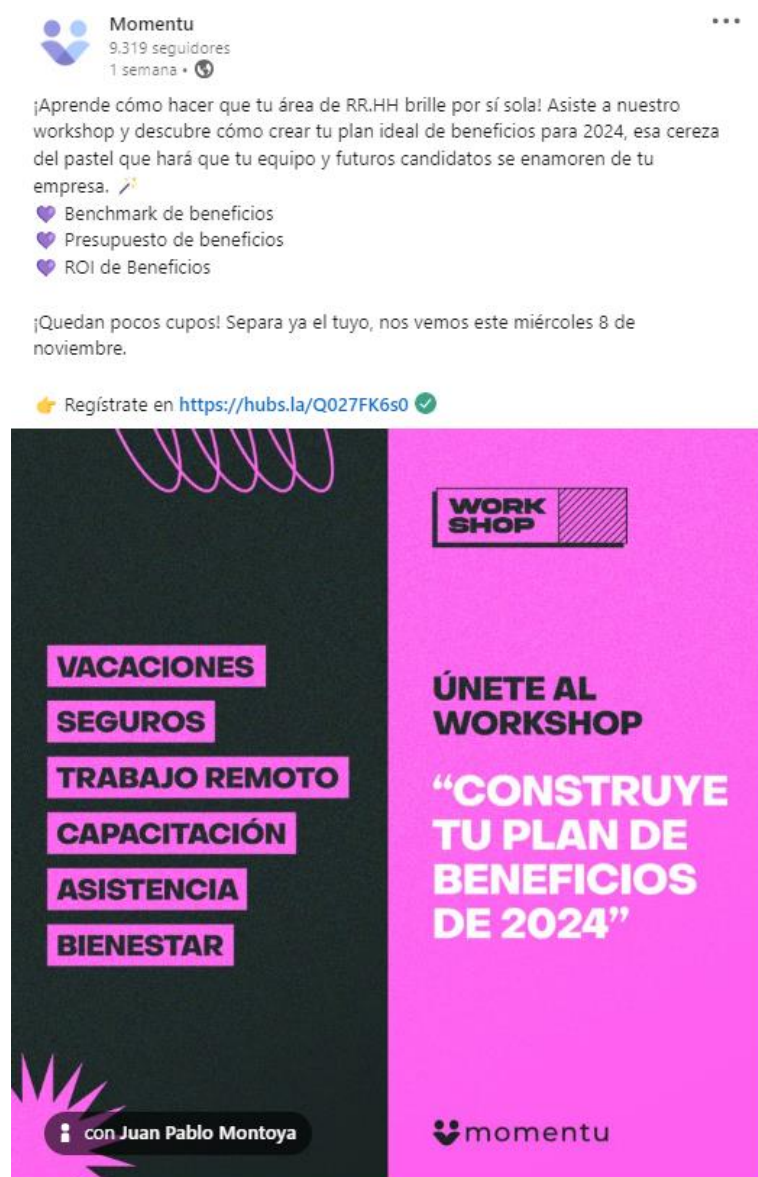 Momentu
9.319 seguidores
1 semana •
¡Aprende cómo hacer que tu área de RR.HH brille por sí sola! Asiste a nuestro
workshop y descubre cómo crear tu plan ideal de beneficios para 2024, esa cereza
del pastel que hará que tu equipo y futuros candidatos se enamoren de tu
empresa. 🪄
💜 Benchmark de beneficios
💜 Presupuesto de beneficios
💜 ROI de Beneficios
¡Quedan pocos cupos! Separa ya el tuyo, nos vemos este miércoles 8 de
noviembre.
👉 Regístrate en https://hubs.la/Q027FK6s0
VACACIONES
SEGUROS
TRABAJO REMOTO
CAPACITACIÓN
ASISTENCIA
BIENESTAR
con Juan Pablo Montoya
WORK
SHOP
ÚNETE AL
WORKSHOP
“CONSTRUYE
TU PLAN DE
BENEFICIOS
DE 2024”
momentu